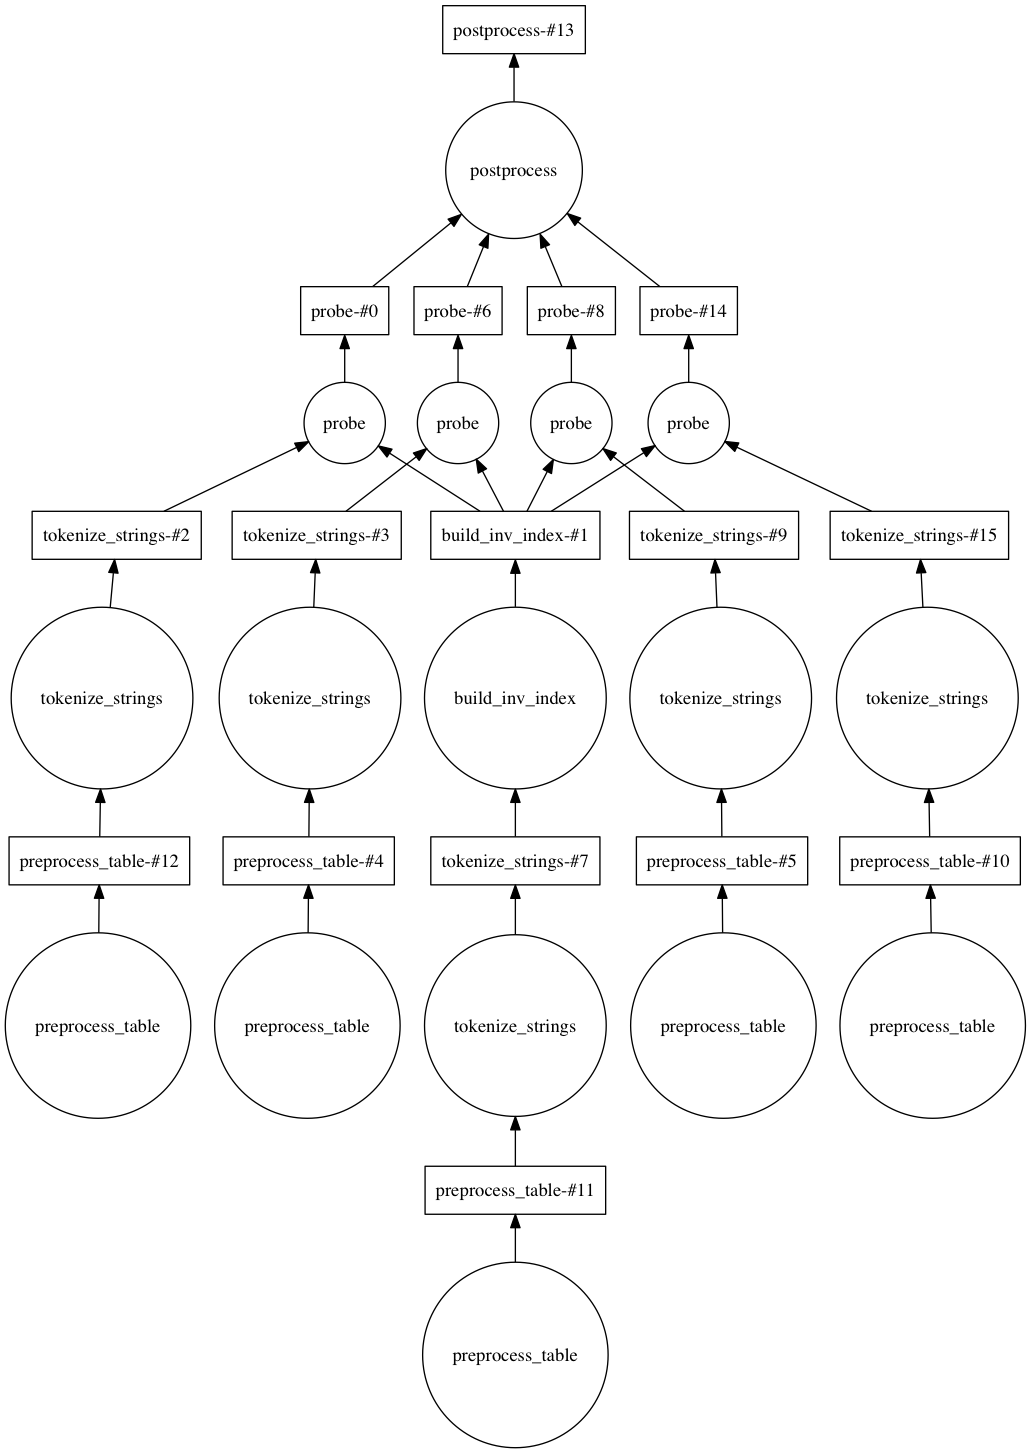 postprocess-#13
postprocess
probe-#0
probe-#6
probe-#8
probe-#14
probe
probe
probe
probe
tokenize_strings-#2
tokenize_strings-#3
build_inv_index-#1
tokenize_strings-#9
tokenize_strings-#15
tokenize_strings
tokenize_strings
build_inv_index
tokenize_strings
tokenize_strings
preprocess_table-#12
preprocess_table-#4
tokenize_strings-#7
preprocess_table-#5
preprocess_table-#10
preprocess_table
preprocess_table
tokenize_strings
preprocess_table
preprocess_table
preprocess_table-#11
preprocess_table